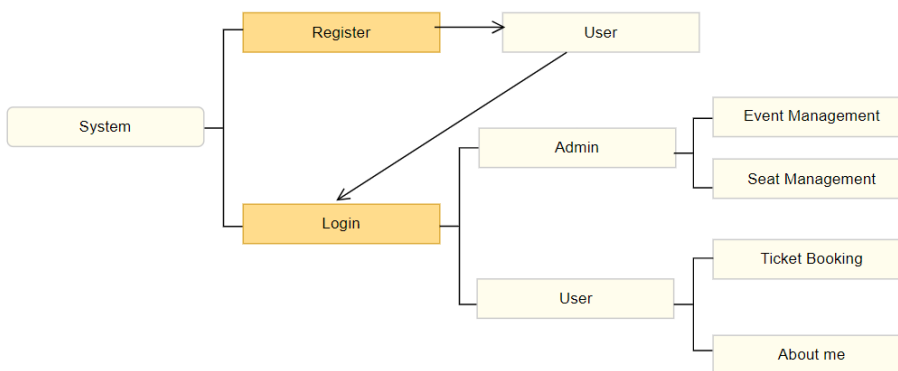 Register
User
System
Event Management
Admin
Seat Management
Login
Ticket Booking
User
About me